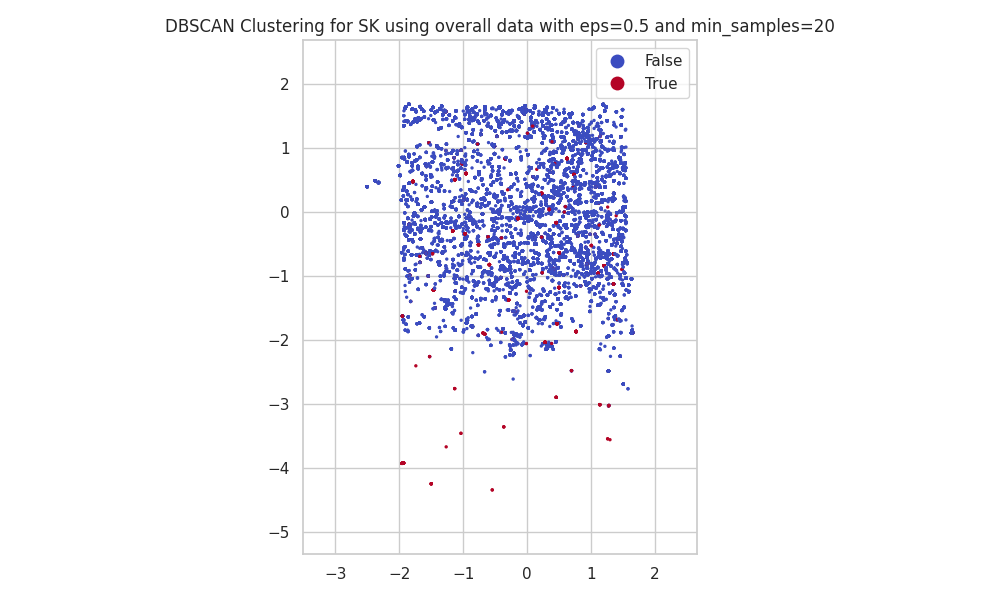 DBSCAN Clustering for SK using overall data with eps=0.5 and min_samples=20
False
True
2
1
0
−1
−2
−3
−4
−5
−3 −2 −1 0 1 2